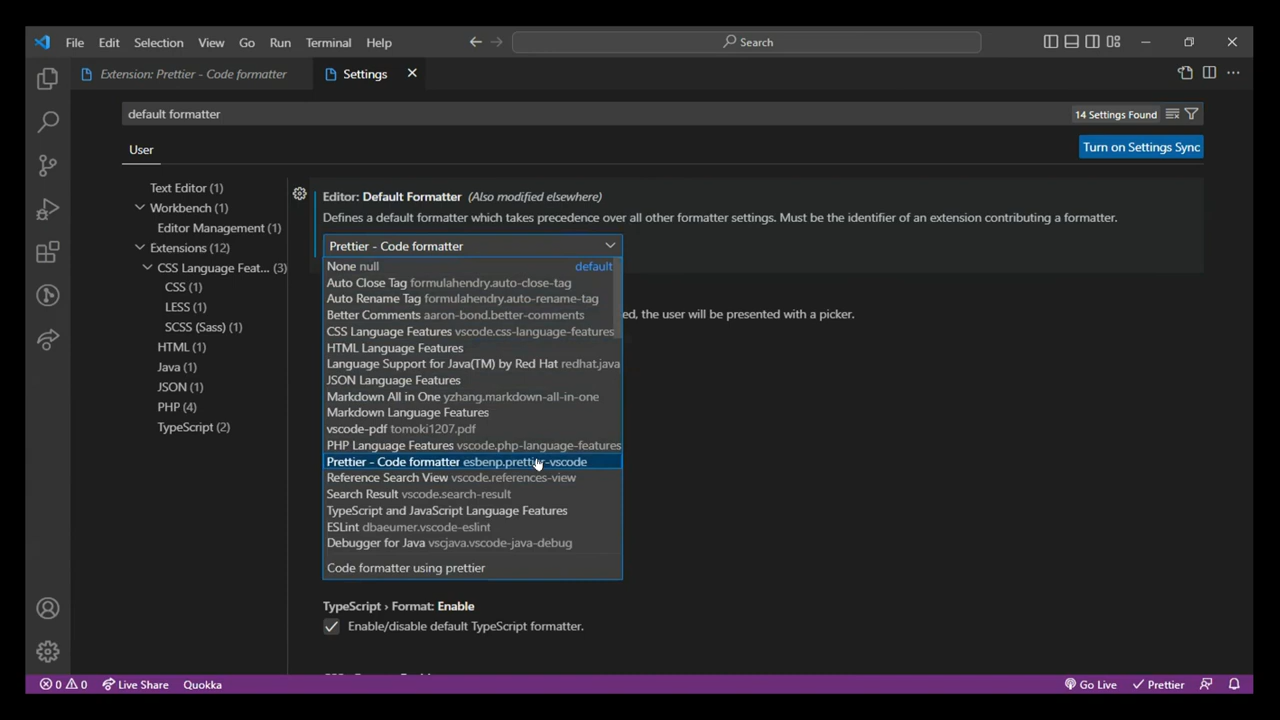 File Edit Selection View Go Run Terminal Help Search
Extension: Prettier - Code formatter Settings
default formatter 14 Settings Found
User Turn on Settings Sync
Text Editor (1)
Workbench (1)
Editor Management (1)
Extensions (12)
CSS Language Feat... (3)
CSS (1)
LESS (1)
SCSS (Sass) (1)
HTML (1)
Java (1)
JSON (1)
PHP (4)
TypeScript (2)
Editor: Default Formatter (Also modified elsewhere)
Defines a default formatter which takes precedence over all other formatter settings. Must be the identifier of an extension contributing a formatter.
Prettier - Code formatter
None null default
Auto Close Tag formulahendry.auto-close-tag
Auto Rename Tag formulahendry.auto-rename-tag
Better Comments aaron-bond.better-comments
ed, the user will be presented with a picker.
CSS Language Features vscode.css-language-features
HTML Language Features
Language Support for Java(TM) by Red Hat redhat.java
JSON Language Features
Markdown All in One yzhang.markdown-all-in-one
Markdown Language Features
vscode-pdf tomoki1207.pdf
PHP Language Features vscode.php-language-features
Prettier - Code formatter esbenp.prettier-vscode
Reference Search View vscode.references-view
Search Result vscode.search-result
TypeScript and JavaScript Language Features
ESLint dbaeumer.vscode-eslint
Debugger for Java vscjava.vscode-java-debug
Code formatter using prettier
TypeScript › Format: Enable
Enable/disable default TypeScript formatter.
0 0 Live Share Quokka Go Live Prettier